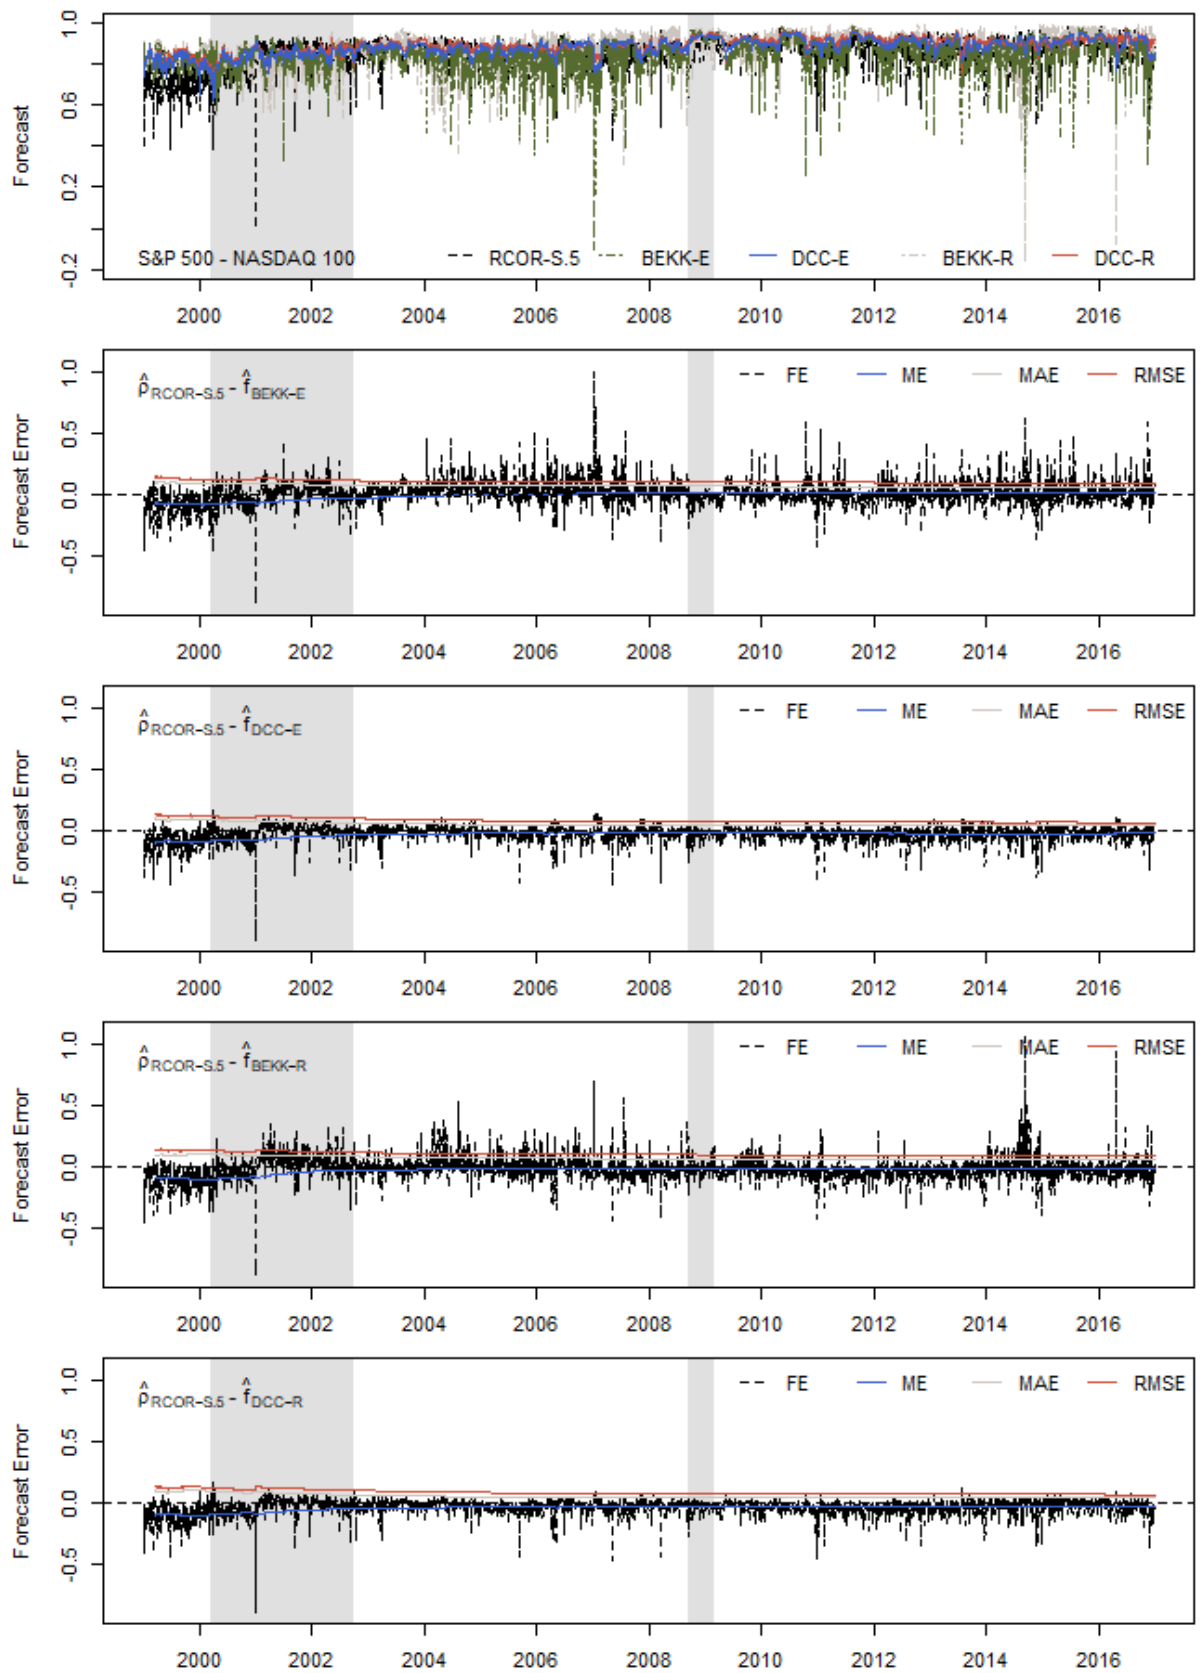 Forecast
1.0
0.6
0.2
-0.2
S&P 500 - NASDAQ 100 RCOR-S.5 BEKK-E DCC-E BEKK-R DCC-R
2000 2002 2004 2006 2008 2010 2012 2014 2016
Forecast Error
1.0
0.5
0.0
-0.5
ρ̂RCOR-S.5 - f̂BEKK-E FE ME MAE RMSE
2000 2002 2004 2006 2008 2010 2012 2014 2016
Forecast Error
1.0
0.5
0.0
-0.5
ρ̂RCOR-S.5 - f̂DCC-E FE ME MAE RMSE
2000 2002 2004 2006 2008 2010 2012 2014 2016
Forecast Error
1.0
0.5
0.0
-0.5
ρ̂RCOR-S.5 - f̂BEKK-R FE ME MAE RMSE
2000 2002 2004 2006 2008 2010 2012 2014 2016
Forecast Error
1.0
0.5
0.0
-0.5
ρ̂RCOR-S.5 - f̂DCC-R FE ME MAE RMSE
2000 2002 2004 2006 2008 2010 2012 2014 2016